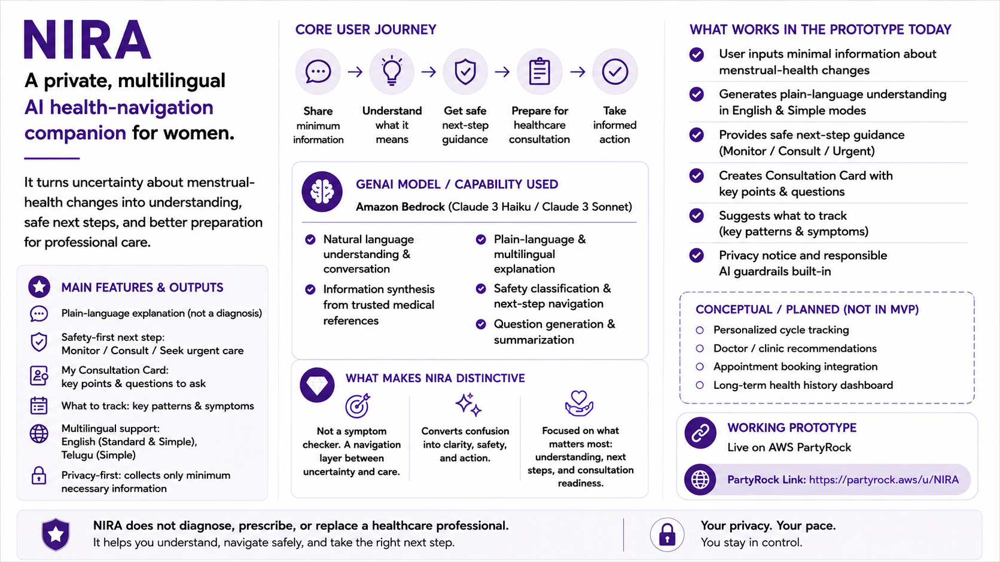 NIRA
A private, multilingual
AI health-navigation
companion for women.
It turns uncertainty about menstrual-
health changes into understanding,
safe next steps, and better preparation
for professional care.
MAIN FEATURES & OUTPUTS
Plain-language explanation (not a diagnosis)
Safety-first next step:
Monitor / Consult / Seek urgent care
My Consultation Card:
key points & questions to ask
What to track: key patterns & symptoms
Multilingual support:
English (Standard & Simple),
Telugu (Simple)
Privacy-first: collects only minimum
necessary information
CORE USER JOURNEY
Share
minimum
information
Understand
what it
means
Get safe
next-step
guidance
Prepare for
healthcare
consultation
Take
informed
action
GENAI MODEL / CAPABILITY USED
Amazon Bedrock (Claude 3 Haiku / Claude 3 Sonnet)
Natural language
understanding &
conversation
Information synthesis
from trusted medical
references
Plain-language &
multilingual
explanation
Safety classification &
next-step navigation
Question generation &
summarization
WHAT MAKES NIRA DISTINCTIVE
Not a symptom
checker. A navigation
layer between
uncertainty and care.
Converts confusion
into clarity, safety,
and action.
Focused on what
matters most:
understanding, next
steps, and consultation
readiness.
WHAT WORKS IN THE PROTOTYPE TODAY
User inputs minimal information about
menstrual-health changes
Generates plain-language understanding
in English & Simple modes
Provides safe next-step guidance
(Monitor / Consult / Urgent)
Creates Consultation Card with
key points & questions
Suggests what to track
(key patterns & symptoms)
Privacy notice and responsible
AI guardrails built-in
CONCEPTUAL / PLANNED (NOT IN MVP)
Personalized cycle tracking
Doctor / clinic recommendations
Appointment booking integration
Long-term health history dashboard
WORKING PROTOTYPE
Live on AWS PartyRock
PartyRock Link: https://partyrock.aws/u/NIRA
NIRA does not diagnose, prescribe, or replace a healthcare professional.
It helps you understand, navigate safely, and take the right next step.
Your privacy. Your pace.
You stay in control.